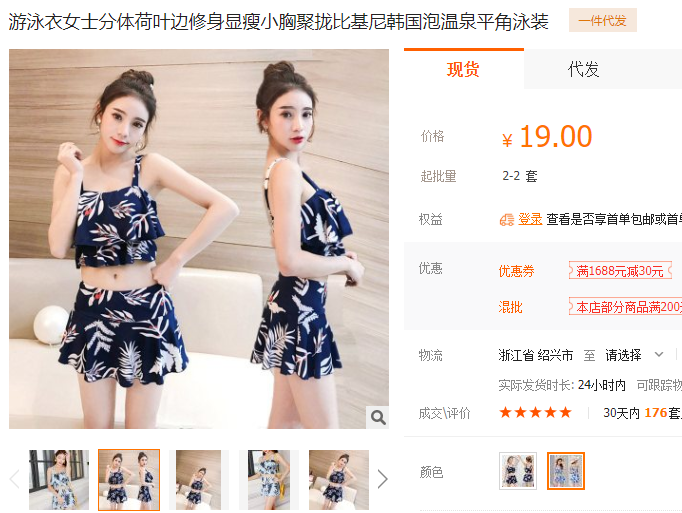 游泳衣女士分体荷叶边修身显瘦小胸聚拢比基尼韩国泡温泉平角泳装
一件代发
现货
代发
价格
¥ 19.00
起批量
2-2 套
权益
登录 查看是否享首单包邮或首单
优惠
优惠券
满1688元减30元
混批
本店部分商品满200
物流
浙江省 绍兴市 至 请选择
实际发货时长: 24小时内 可跟踪物
成交\评价
30天内 176套
颜色